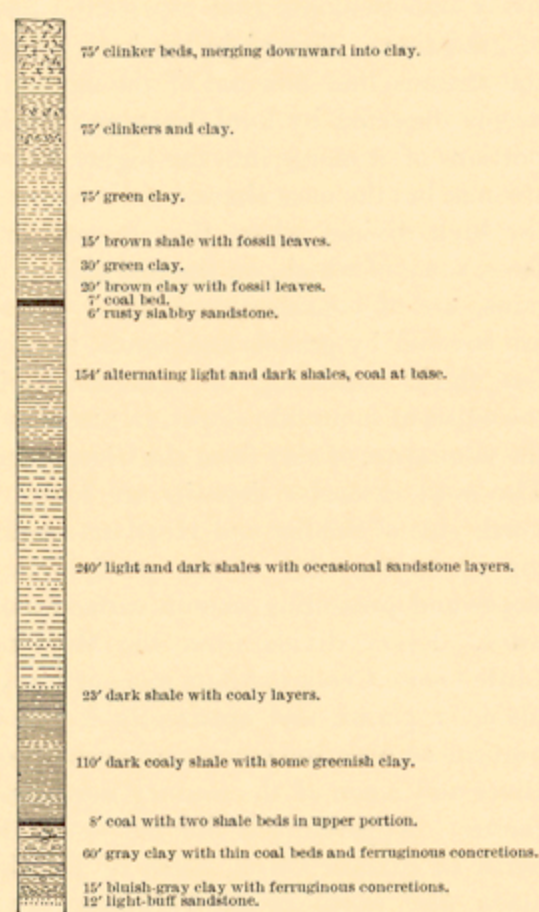 75′ clinker beds, merging downward into clay.
75′ clinkers and clay.
75′ green clay.
15′ brown shale with fossil leaves.
30′ green clay.
20′ brown clay with fossil leaves.
7′ coal bed.
6′ rusty slabby sandstone.
154′ alternating light and dark shales, coal at base.
240′ light and dark shales with occasional sandstone layers.
23′ dark shale with coaly layers.
110′ dark coaly shale with some greenish clay.
8′ coal with two shale beds in upper portion.
60′ gray clay with thin coal beds and ferruginous concretions.
15′ bluish-gray clay with ferruginous concretions.
12′ light-buff sandstone.